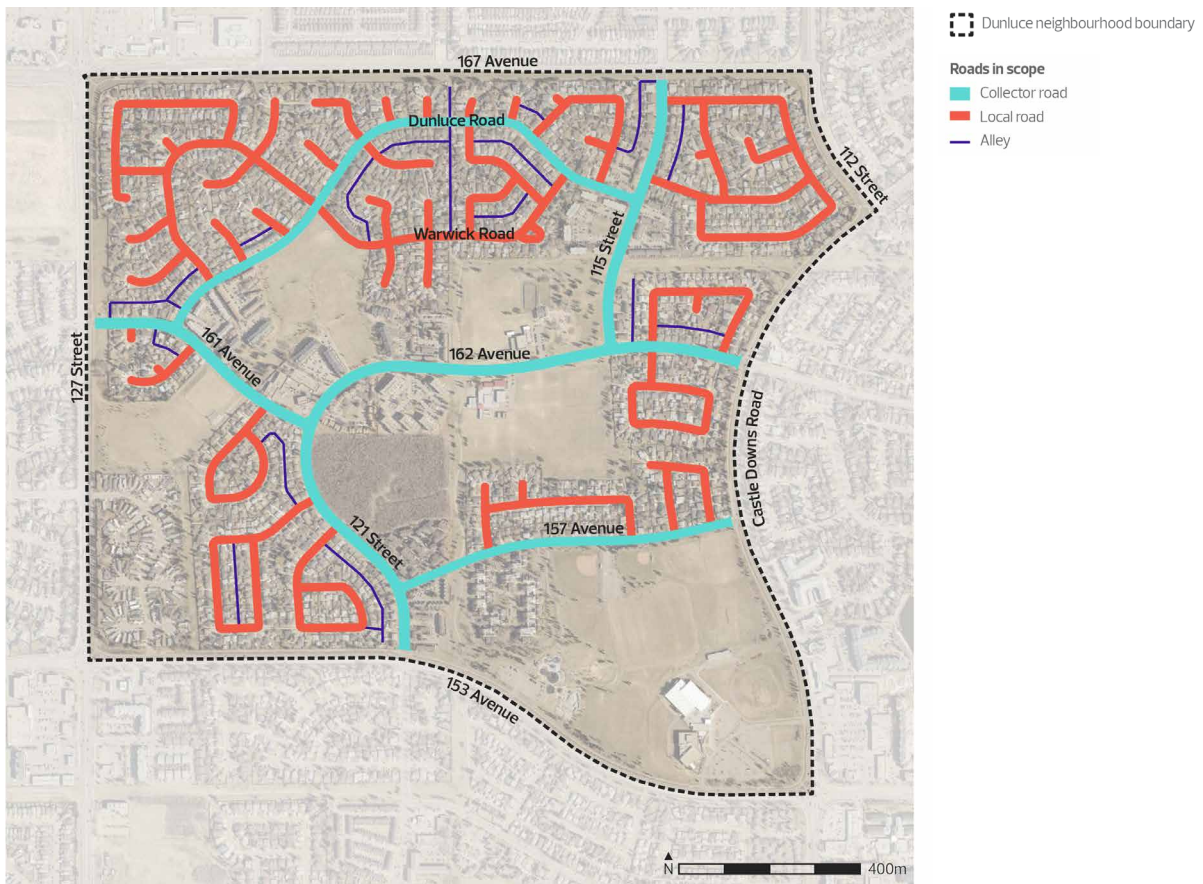 167 Avenue
Dunluce Road
112 Street
Warwick Road
115 Street
127 Street
161 Avenue
162 Avenue
Castle Downs Road
121 Street
157 Avenue
153 Avenue
N
400m
Dunluce neighbourhood boundary
Roads in scope
Collector road
Local road
Alley